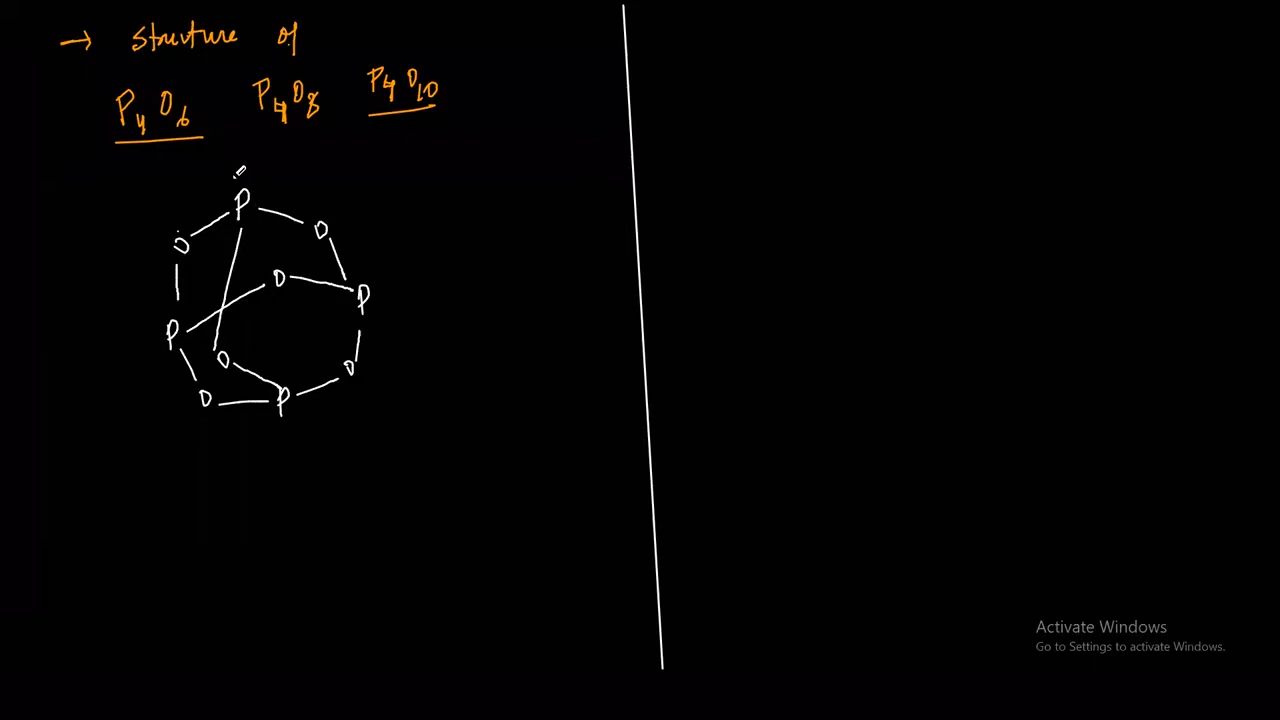 → Structure of
P4O6 P4O8 P4O10
P
O O
O P
P
O O
O P
Activate Windows
Go to Settings to activate Windows.